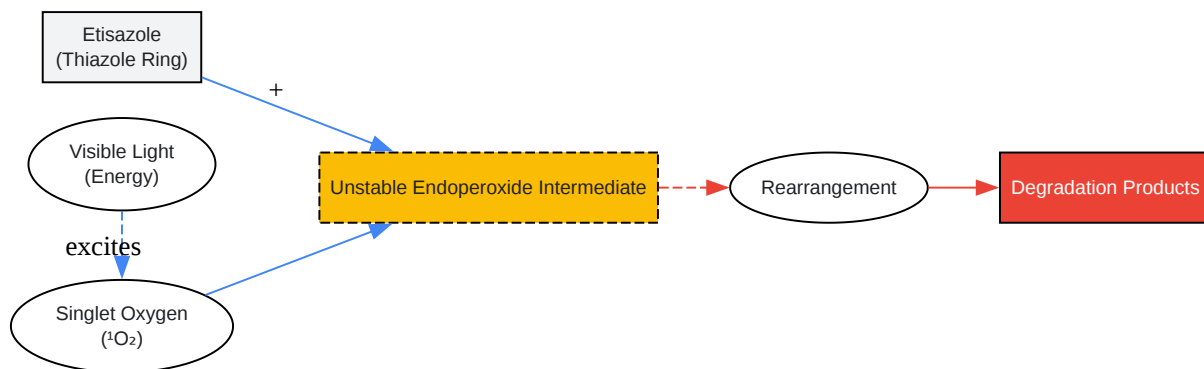 Etisazole
(Thiazole Ring)
+
Visible Light
(Energy)
excites
Singlet Oxygen
(¹O₂)
Unstable Endoperoxide Intermediate
Rearrangement
Degradation Products